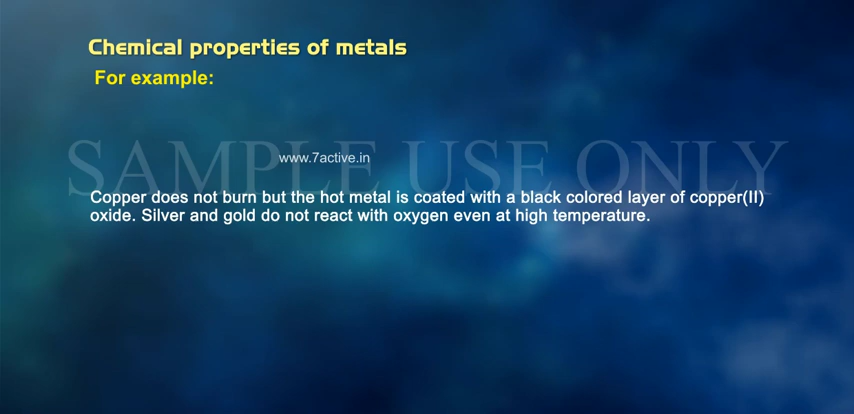 Chemical properties of metals
For example:
SAMPLE USE ONLY
www.7active.in
Copper does not burn but the hot metal is coated with a black colored layer of copper(II)
oxide. Silver and gold do not react with oxygen even at high temperature.